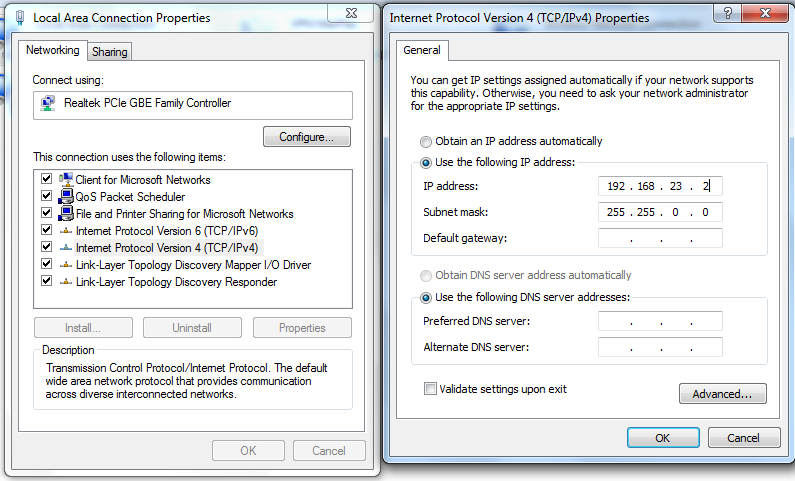 Local Area Connection Properties
Networking
Sharing
Connect using:
Realtek PCIe GBE Family Controller
Configure...
This connection uses the following items:
Client for Microsoft Networks
QoS Packet Scheduler
File and Printer Sharing for Microsoft Networks
Internet Protocol Version 6 (TCP/IPv6)
Internet Protocol Version 4 (TCP/IPv4)
Link-Layer Topology Discovery Mapper I/O Driver
Link-Layer Topology Discovery Responder
Install...
Uninstall
Properties
Description
Transmission Control Protocol/Internet Protocol. The default
wide area network protocol that provides communication
across diverse interconnected networks.
OK
Cancel
Internet Protocol Version 4 (TCP/IPv4) Properties
General
You can get IP settings assigned automatically if your network supports
this capability. Otherwise, you need to ask your network administrator
for the appropriate IP settings.
Obtain an IP address automatically
Use the following IP address:
IP address:
192 . 168 . 23 . 2
Subnet mask:
255 . 255 . 0 . 0
Default gateway:
. . .
Obtain DNS server address automatically
Use the following DNS server addresses:
Preferred DNS server:
. . .
Alternate DNS server:
. . .
Validate settings upon exit
Advanced...
OK
Cancel